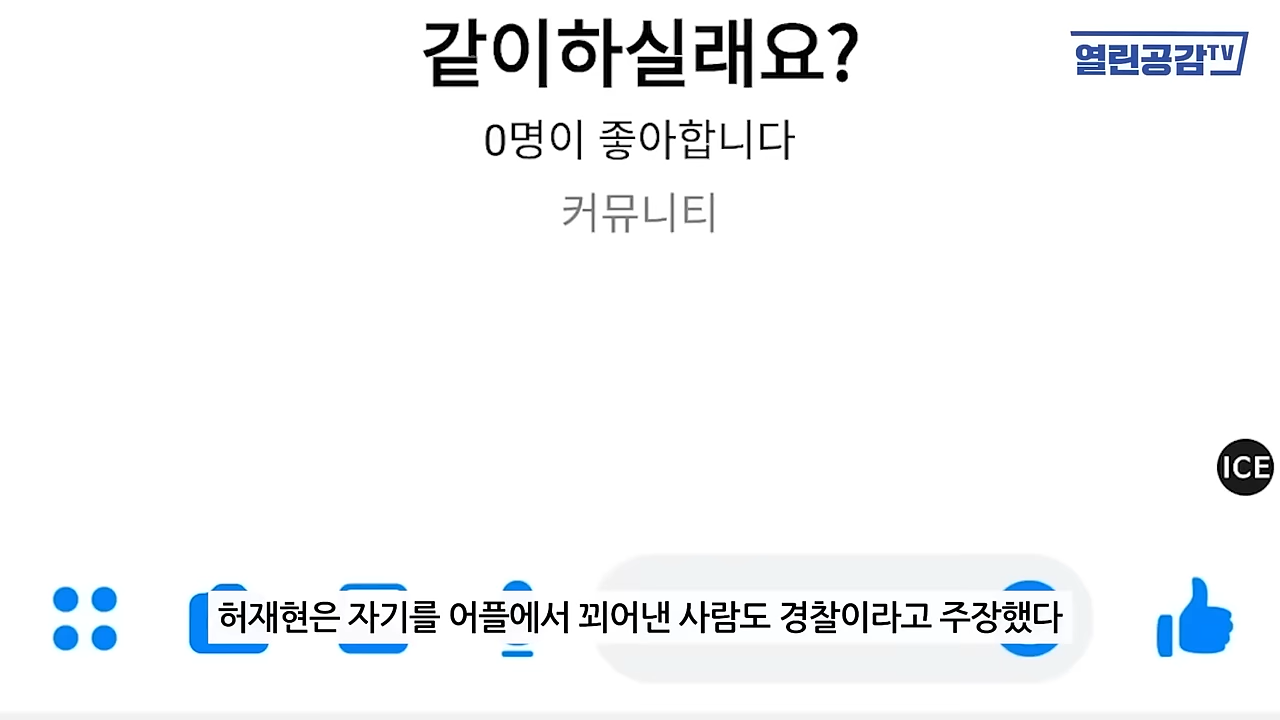 같이하실래요?
열린공감TV
0명이 좋아합니다
커뮤니티
ICE
허재현은 자기를 어플에서 꾀어낸 사람도 경찰이라고 주장했다